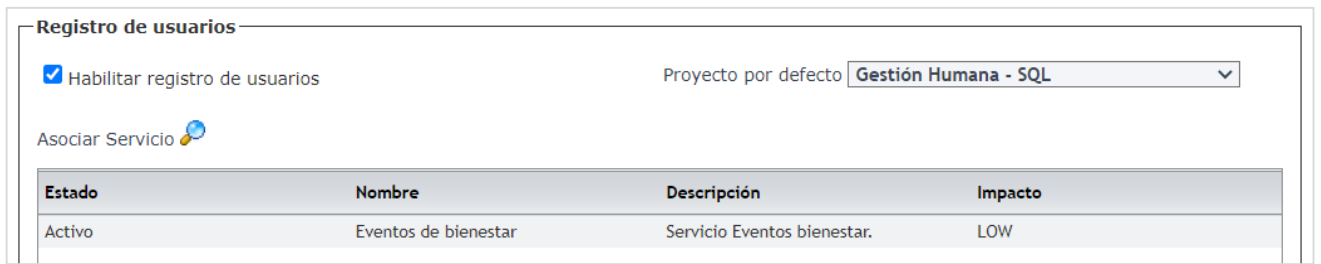 Registro de usuarios
Habilitar registro de usuarios Proyecto por defecto Gestión Humana - SQL
Asociar Servicio
Estado Nombre Descripción Impacto
Activo Eventos de bienestar Servicio Eventos bienestar. LOW